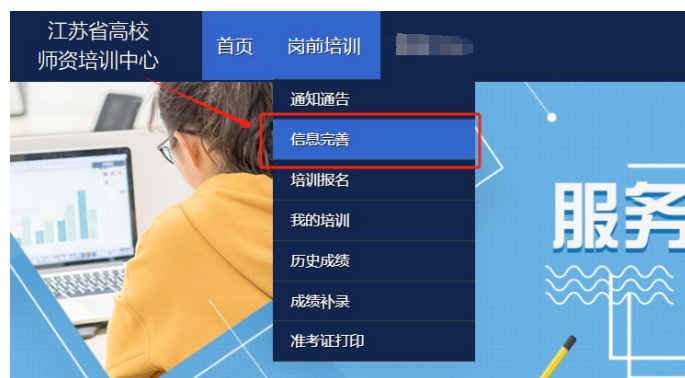 江苏省高校
师资培训中心
首页
岗前培训
通知通告
信息完善
培训报名
我的培训
历史成绩
成绩补录
准考证打印
服务